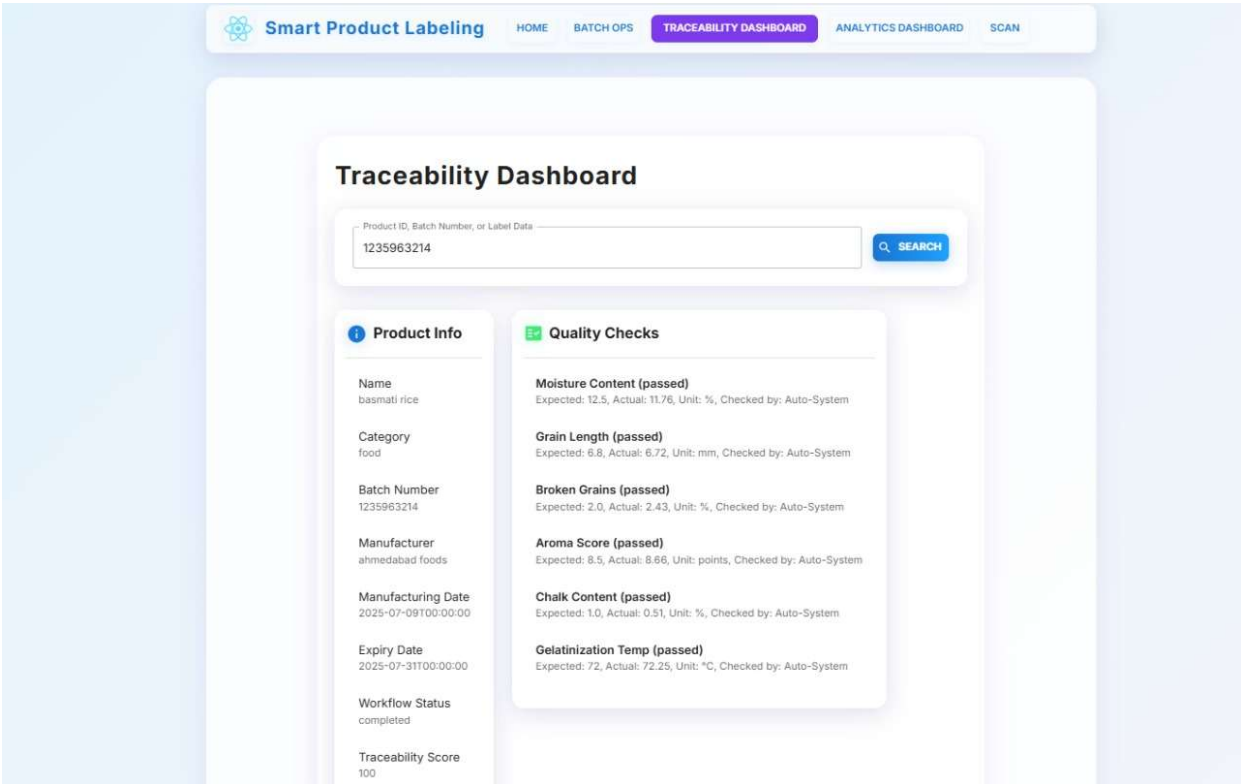 Smart Product Labeling
HOME
BATCH OPS
TRACEABILITY DASHBOARD
ANALYTICS DASHBOARD
SCAN
Traceability Dashboard
Product ID, Batch Number, or Label Data
1235963214
SEARCH
Product Info
Name
basmati rice
Category
food
Batch Number
1235963214
Manufacturer
ahmedabad foods
Manufacturing Date
2025-07-09T00:00:00
Expiry Date
2025-07-31T00:00:00
Workflow Status
completed
Traceability Score
100
Quality Checks
Moisture Content (passed)
Expected: 12.5, Actual: 11.76, Unit: %, Checked by: Auto-System
Grain Length (passed)
Expected: 6.8, Actual: 6.72, Unit: mm, Checked by: Auto-System
Broken Grains (passed)
Expected: 2.0, Actual: 2.43, Unit: %, Checked by: Auto-System
Aroma Score (passed)
Expected: 8.5, Actual: 8.66, Unit: points, Checked by: Auto-System
Chalk Content (passed)
Expected: 1.0, Actual: 0.51, Unit: %, Checked by: Auto-System
Gelatinization Temp (passed)
Expected: 72, Actual: 72.25, Unit: °C, Checked by: Auto-System